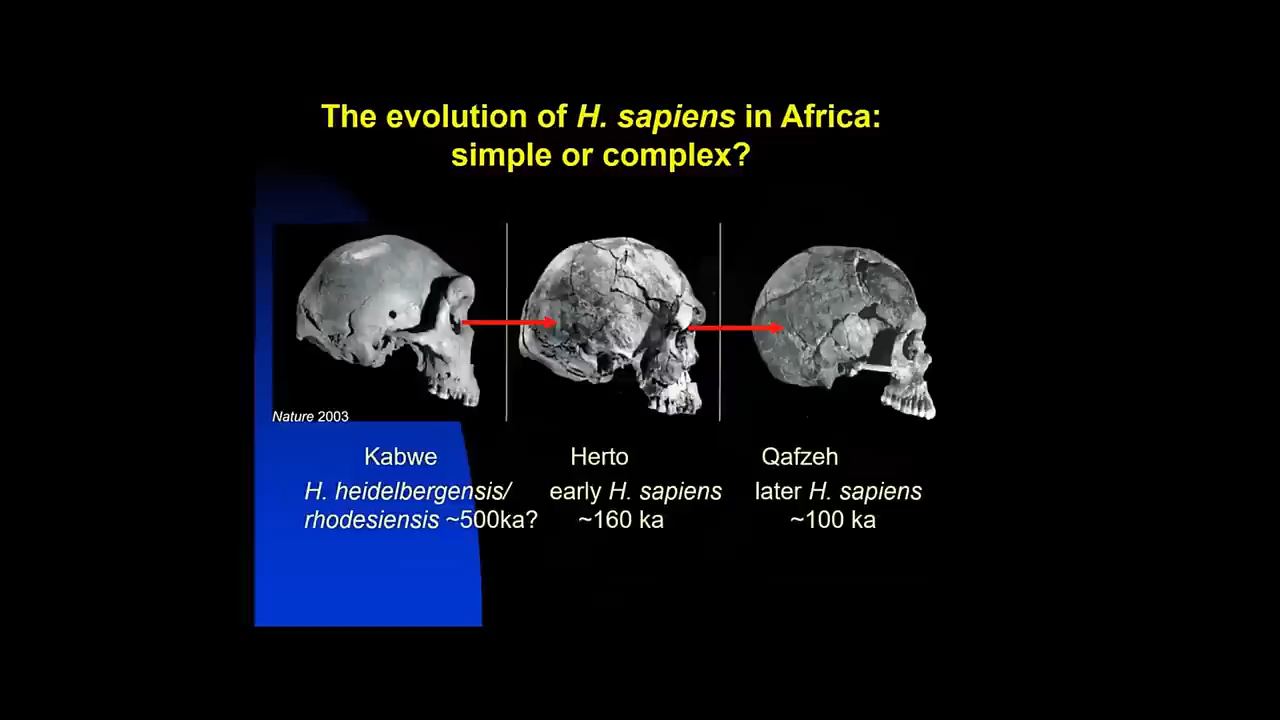 The evolution of H. sapiens in Africa:
simple or complex?
Nature 2003
Kabwe
H. heidelbergensis/
rhodesiensis ~500ka?
Herto
early H. sapiens
~160 ka
Qafzeh
later H. sapiens
~100 ka